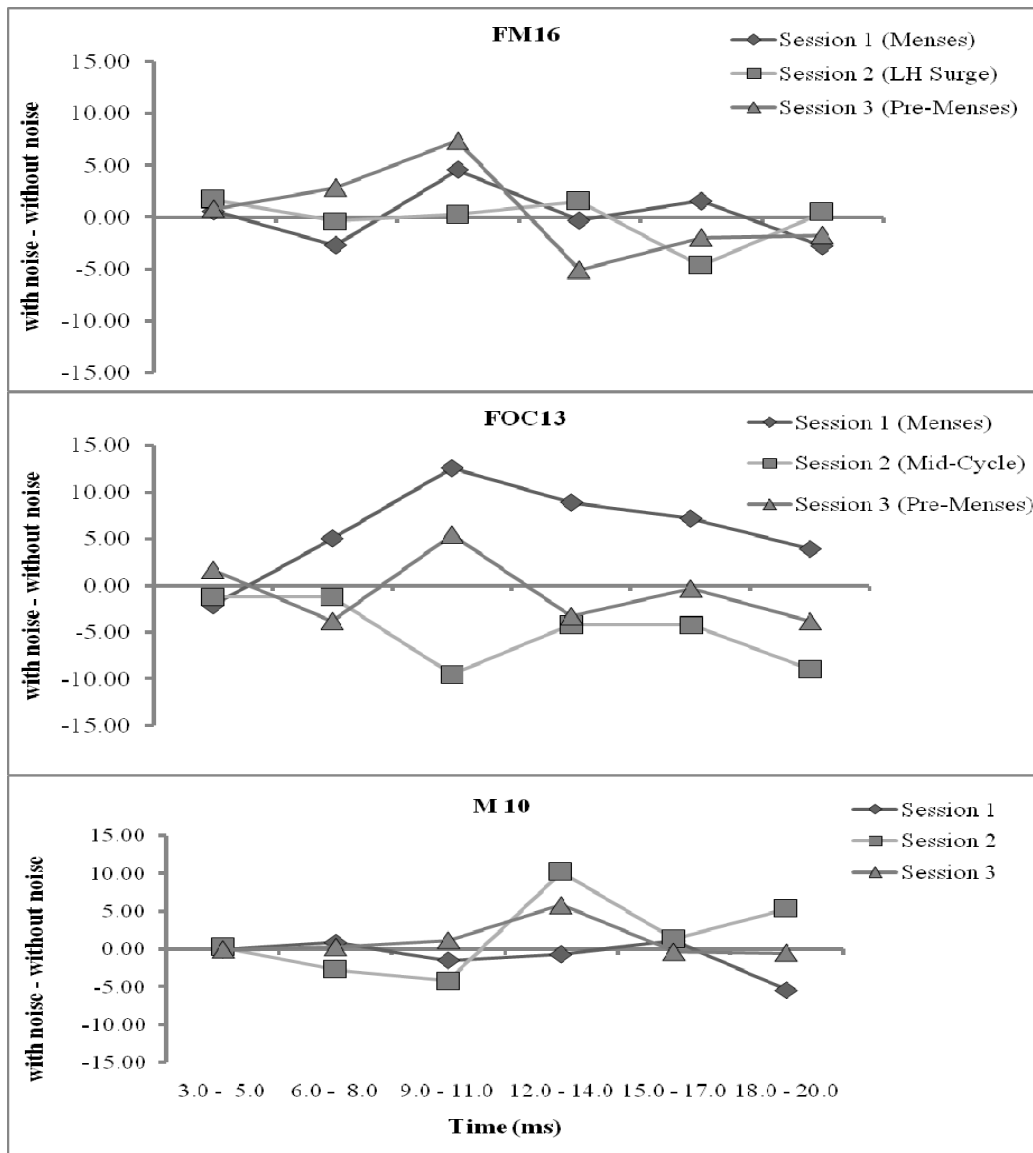 FM16
Session 1 (Menses)
Session 2 (LH Surge)
Session 3 (Pre-Menses)
with noise - without noise
15.00
10.00
5.00
0.00
-5.00
-10.00
-15.00
FOC13
Session 1 (Menses)
Session 2 (Mid-Cycle)
Session 3 (Pre-Menses)
with noise - without noise
15.00
10.00
5.00
0.00
-5.00
-10.00
-15.00
M 10
Session 1
Session 2
Session 3
with noise - without noise
15.00
10.00
5.00
0.00
-5.00
-10.00
-15.00
3.0 - 5.0 6.0 - 8.0 9.0 - 11.0 12.0 - 14.0 15.0 - 17.0 18.0 - 20.0
Time (ms)